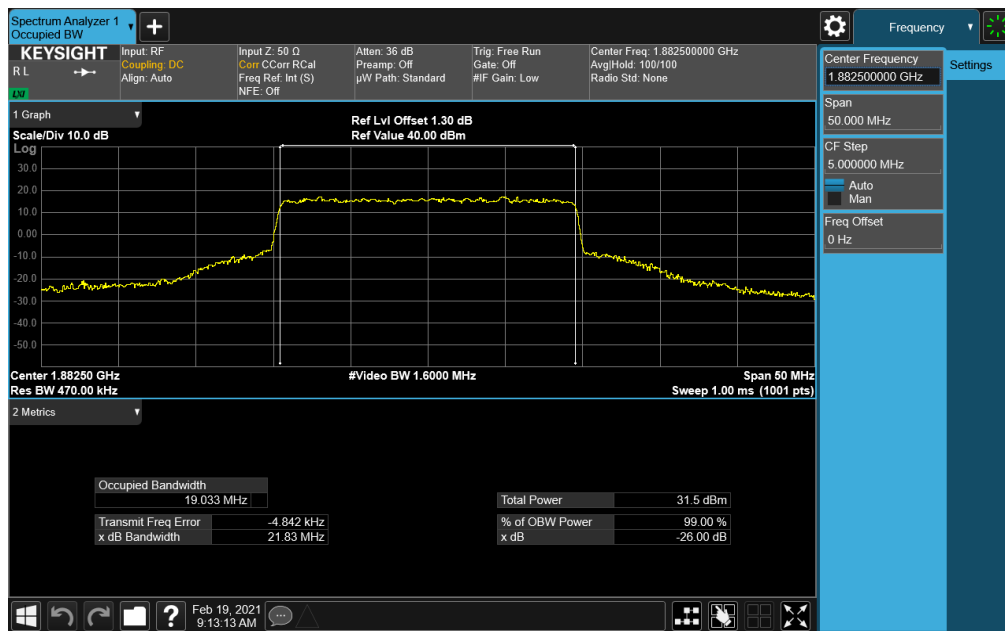 Spectrum Analyzer 1
Occupied BW
Frequency
KEYSIGHT
R L
LXI
Input: RF
Coupling: DC
Align: Auto
Input Z: 50 Ω
Corr CCorr RCal
Freq Ref: Int (S)
NFE: Off
Atten: 36 dB
Preamp: Off
µW Path: Standard
Trig: Free Run
Gate: Off
#IF Gain: Low
Center Freq: 1.882500000 GHz
Avg|Hold: 100/100
Radio Std: None
Center Frequency
1.882500000 GHz
Settings
Span
50.000 MHz
CF Step
5.000000 MHz
Auto
Man
Freq Offset
0 Hz
1 Graph
Scale/Div 10.0 dB
Ref Lvl Offset 1.30 dB
Ref Value 40.00 dBm
Log
30.0
20.0
10.0
0.00
-10.0
-20.0
-30.0
-40.0
-50.0
Center 1.88250 GHz
#Video BW 1.6000 MHz
Span 50 MHz
Res BW 470.00 kHz
Sweep 1.00 ms (1001 pts)
2 Metrics
Occupied Bandwidth
19.033 MHz
Total Power 31.5 dBm
Transmit Freq Error -4.842 kHz
% of OBW Power 99.00 %
x dB Bandwidth 21.83 MHz
x dB -26.00 dB
?
Feb 19, 2021
9:13:13 AM